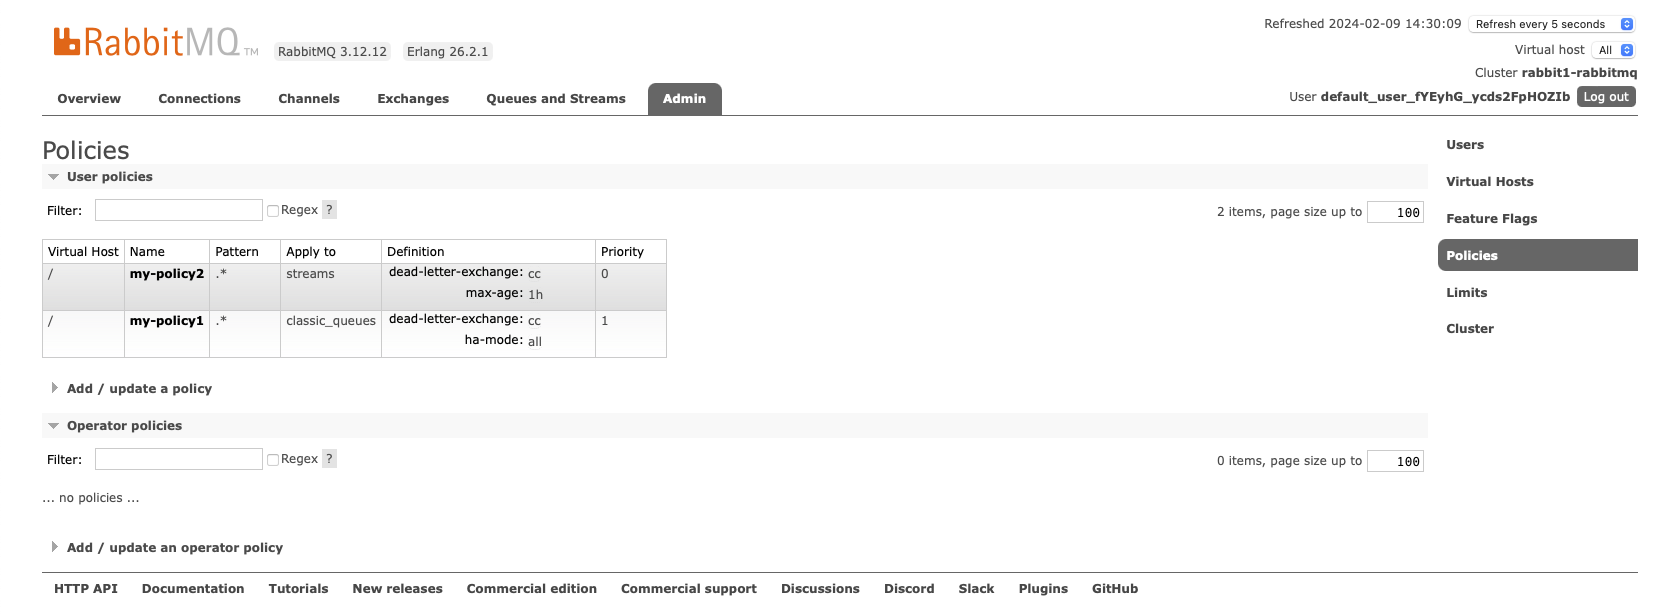 Refreshed 2024-02-09 14:30:09 Refresh every 5 seconds
RabbitMQ TM RabbitMQ 3.12.12 Erlang 26.2.1
Virtual host All
Cluster rabbit1-rabbitmq
User default_user_fYEyhG_ycds2FpHOZIb Log out
Overview Connections Channels Exchanges Queues and Streams Admin
Policies
User policies
Filter: Regex ? 2 items, page size up to 100
Virtual Host Name Pattern Apply to Definition Priority
/ my-policy2 .* streams dead-letter-exchange: cc 0
max-age: 1h
/ my-policy1 .* classic_queues dead-letter-exchange: cc 1
ha-mode: all
Add / update a policy
Operator policies
Filter: Regex ? 0 items, page size up to 100
... no policies ...
Add / update an operator policy
Users
Virtual Hosts
Feature Flags
Policies
Limits
Cluster
HTTP API Documentation Tutorials New releases Commercial edition Commercial support Discussions Discord Slack Plugins GitHub